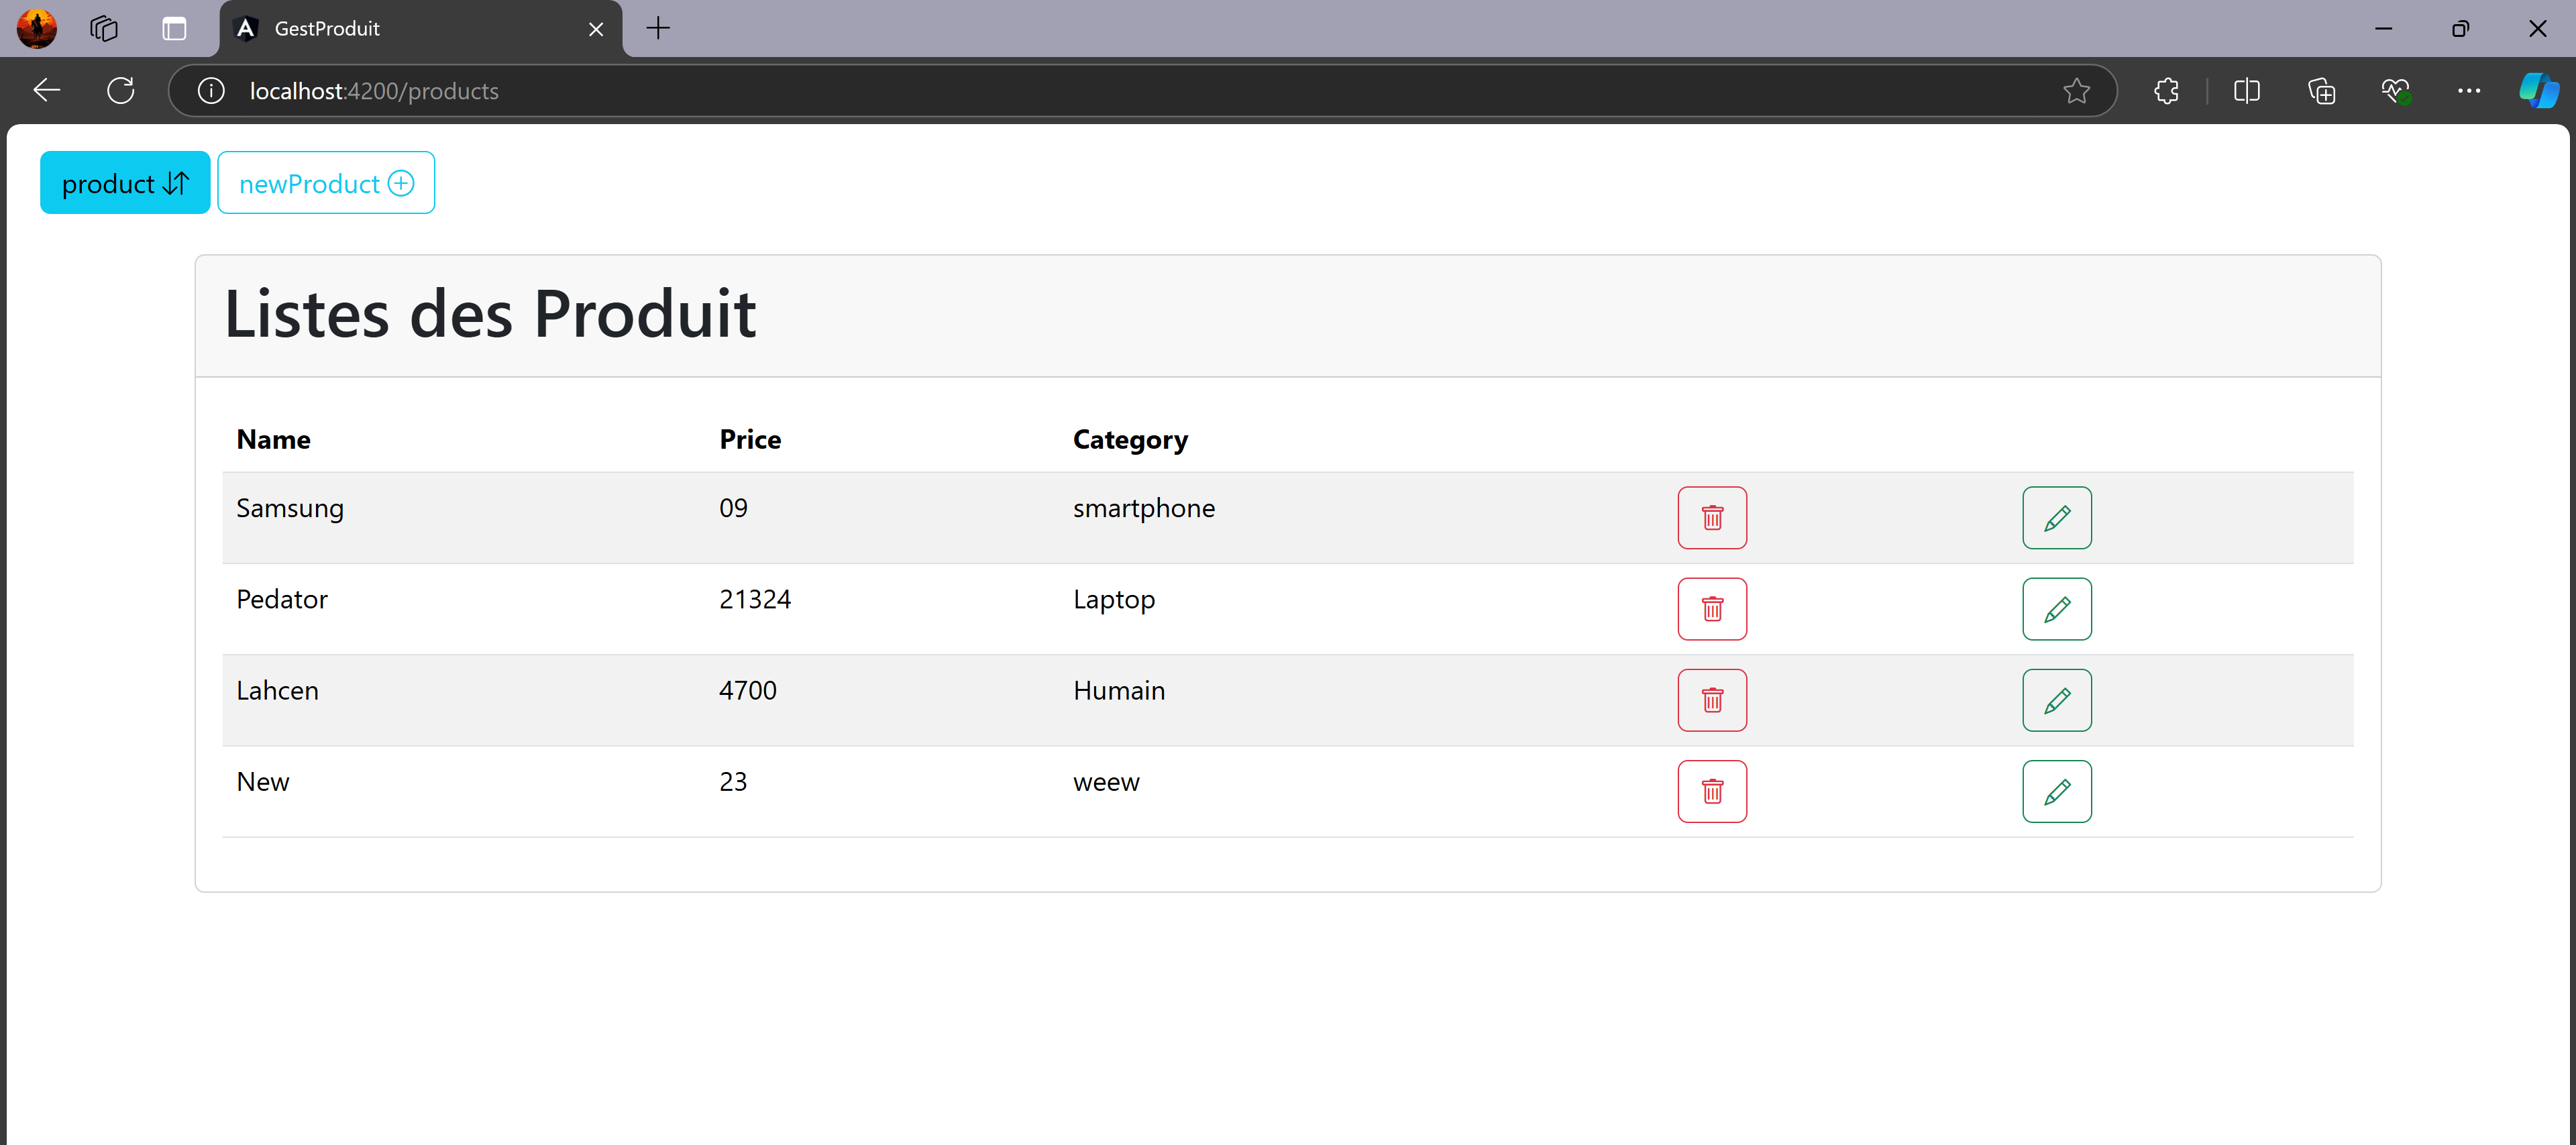 GestProduit
localhost:4200/products
product newProduct
Listes des Produit
Name Price Category
Samsung 09 smartphone
Pedator 21324 Laptop
Lahcen 4700 Humain
New 23 weew